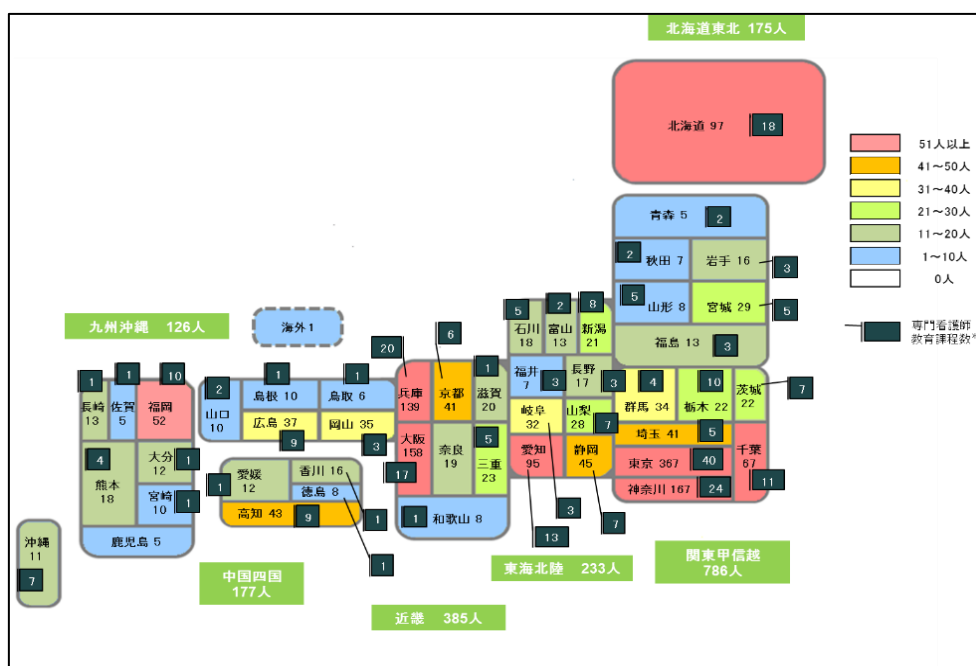 北海道東北 175人
北海道 97
18
51人以上
41～50人
31～40人
21～30人
11～20人
1～10人
0人
専門看護師
教育課程数*
青森 5
2
2
秋田 7
岩手 16
3
5
山形 8
宮城 29
5
福島 13
3
九州沖縄 126人
海外 1
6
20
5
石川
18
2
富山
13
8
新潟
21
1
長崎
13
1
佐賀
5
10
福岡
52
2
山口
10
1
島根 10
1
鳥取 6
広島 37
9
岡山 35
3
兵庫
139
京都
41
1
滋賀
20
福井
7
3
長野
17
3
4
群馬 34
10
栃木 22
茨城
22
7
岐阜
32
山梨
28
7
埼玉 41
5
大阪
158
17
奈良
19
5
三重
23
愛知
95
静岡
45
東京 367
40
千葉
67
11
神奈川 167
24
4
熊本
18
大分
12
1
宮崎
10
1
鹿児島 5
1
愛媛
12
香川 16
徳島 8
高知 43
9
1
1
1
和歌山 8
3
7
13
沖縄
11
7
中国四国
177人
近畿 385人
東海北陸 233人
関東甲信越
786人